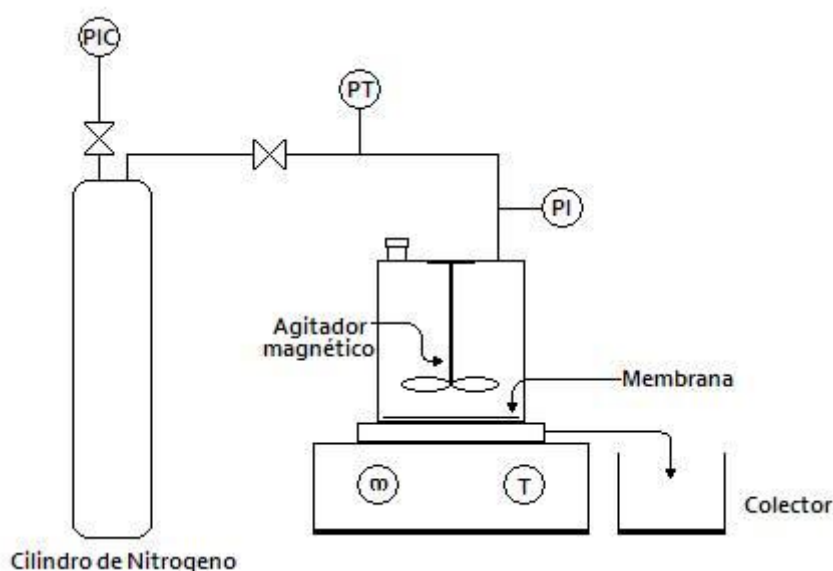 PIC
PT
PI
Agitador
magnético
Membrana
ω
T
Colector
Cilindro de Nitrogeno